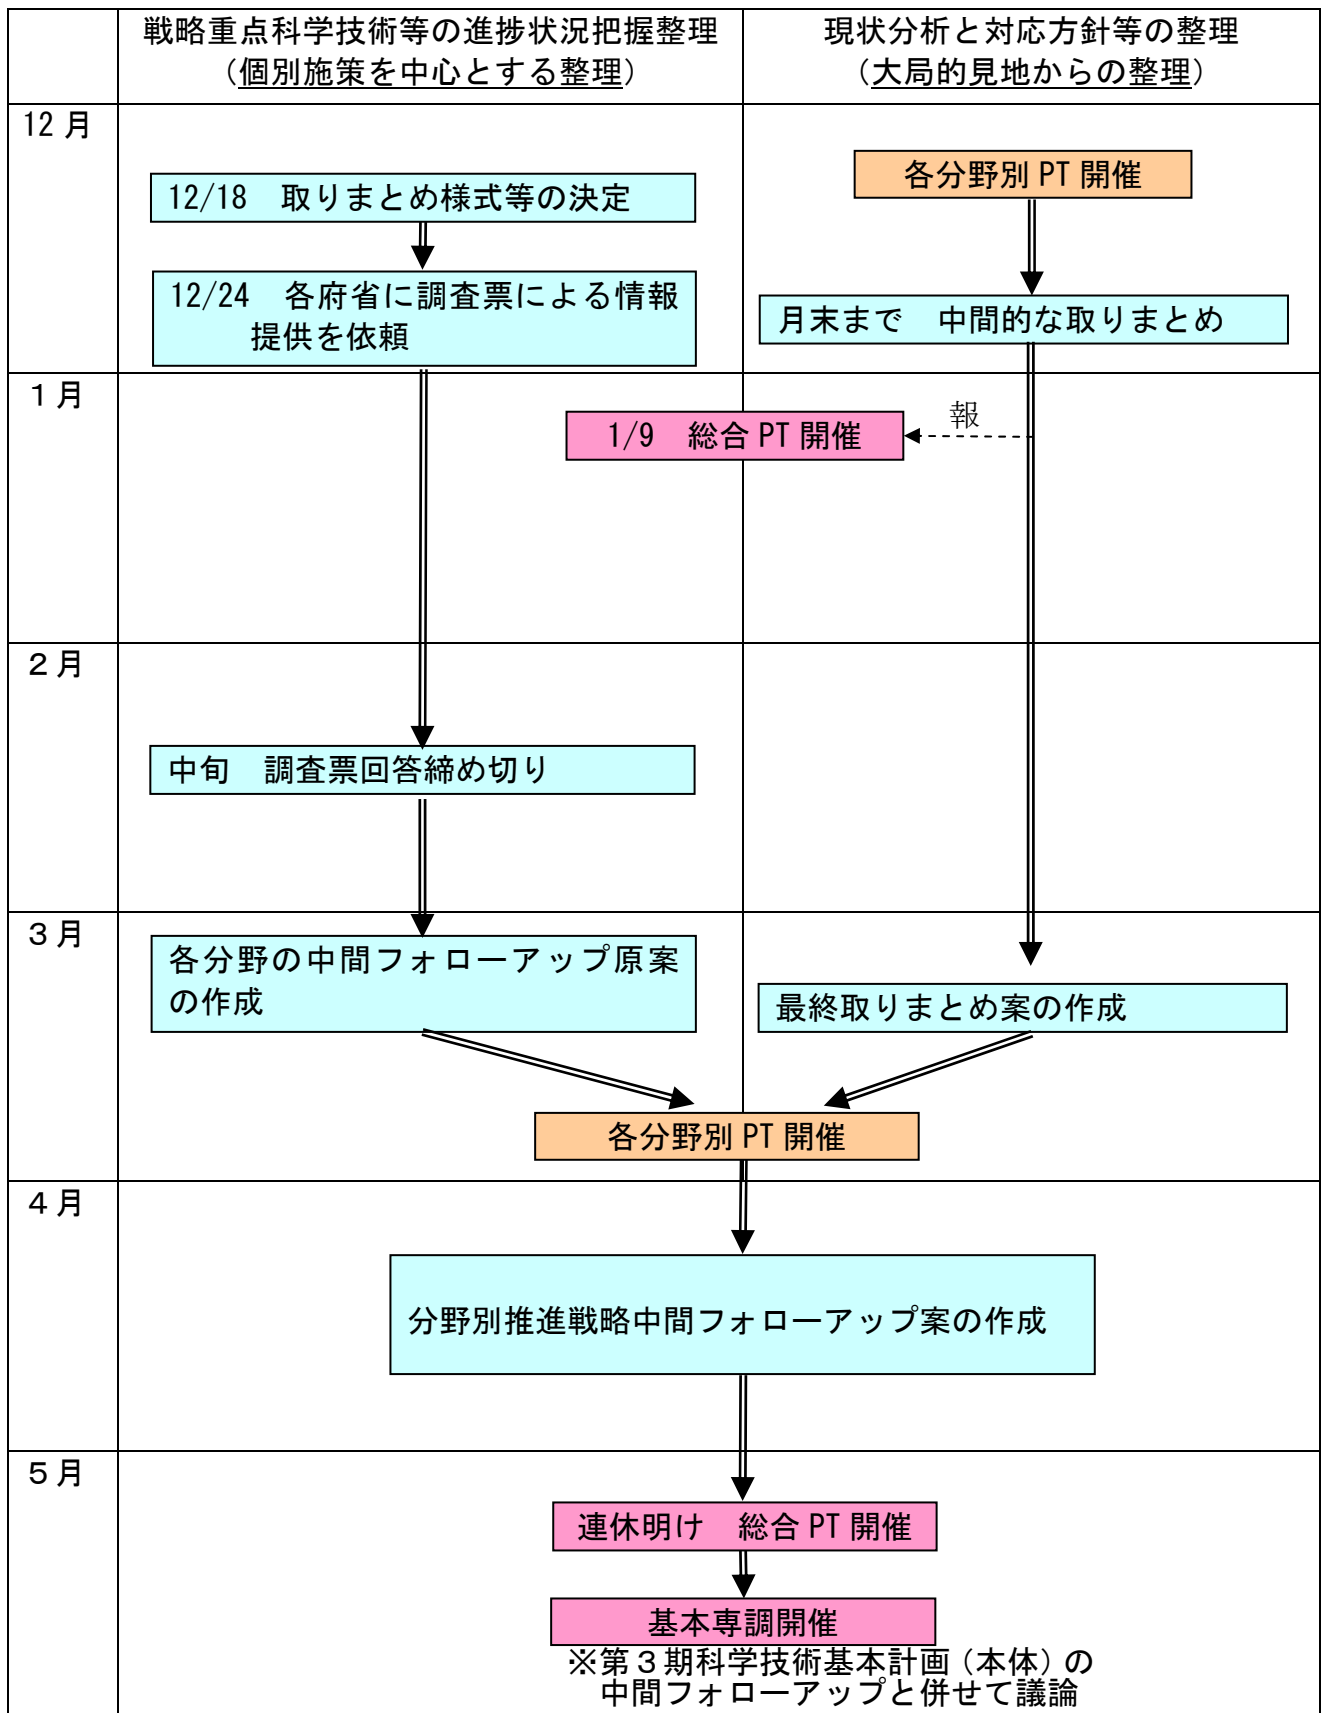 戦略重点科学技術等の進捗状況把握整理
（個別施策を中心とする整理）
現状分析と対応方針等の整理
（大局的見地からの整理）
12月
12/18　取りまとめ様式等の決定
12/24　各府省に調査票による情報
提供を依頼
各分野別PT開催
月末まで　中間的な取りまとめ
１月
1/9　総合PT開催
報
２月
中旬　調査票回答締め切り
３月
各分野の中間フォローアップ原案
の作成
最終取りまとめ案の作成
各分野別PT開催
４月
分野別推進戦略中間フォローアップ案の作成
５月
連休明け　総合PT開催
基本専調開催
※第３期科学技術基本計画（本体）の
中間フォローアップと併せて議論